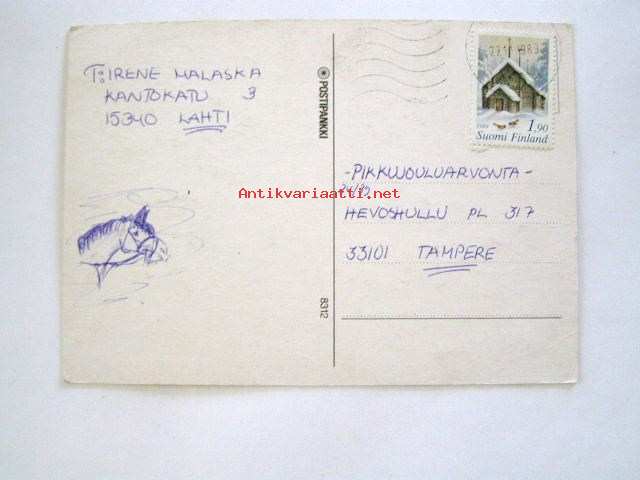 T: IRENE MALASKA
KANTOKATU 3
15340 LAHTI
POSTIPANKKI
8312
1,90
Suomi Finland
-PIKKUJOULUARVONTA-
Antikvariaatti.net
HEVOSHULLU PL 317
33101 TAMPERE